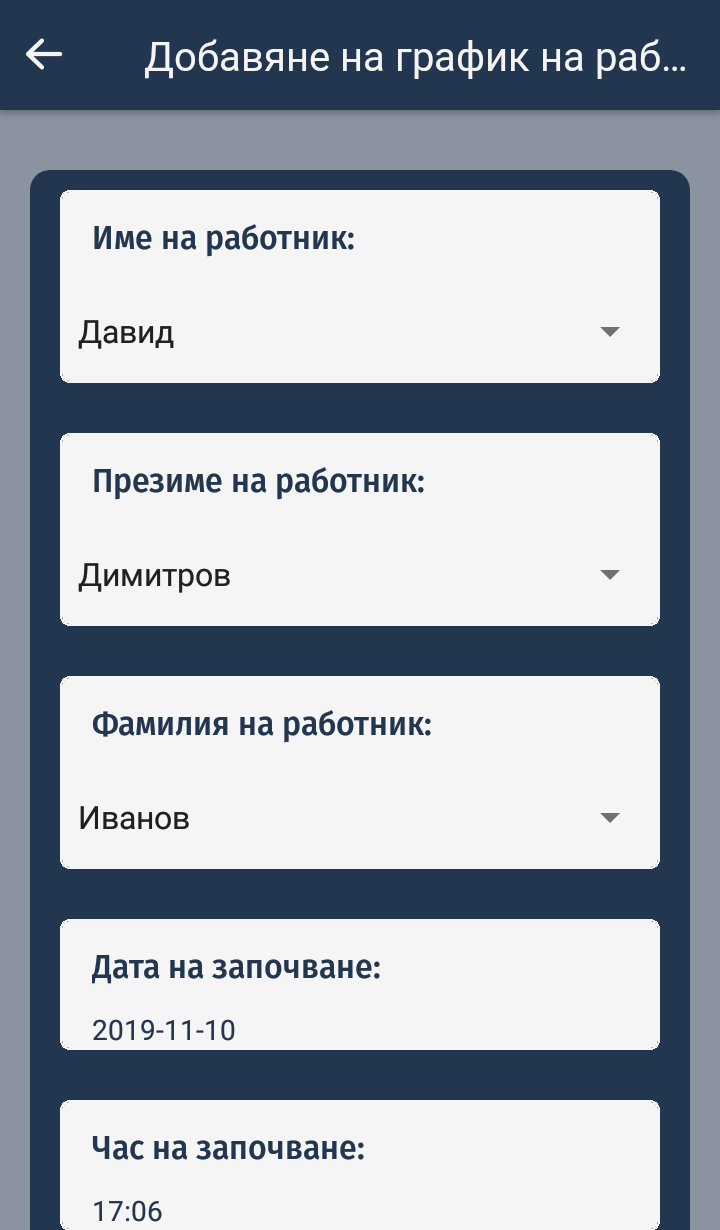 Добавяне на график на раб...
Име на работник:
Давид
Презиме на работник:
Димитров
Фамилия на работник:
Иванов
Дата на започване:
2019-11-10
Час на започване:
17:06